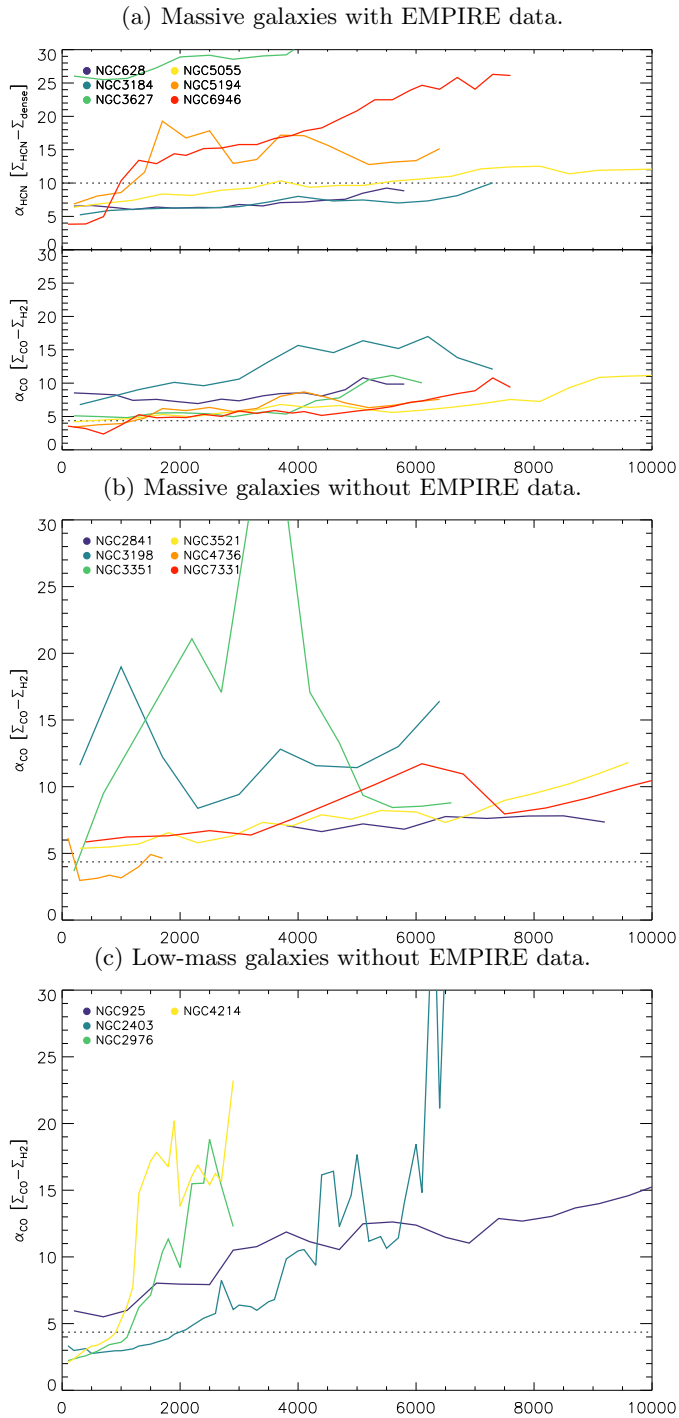 (a) Massive galaxies with EMPIRE data.
30
25
20
15
10
5
0
α_HCN [Σ_HCN−Σ_dense]
NGC628
NGC3184
NGC3627
NGC5055
NGC5194
NGC6946
30
25
20
15
10
5
0
α_CO [Σ_CO−Σ_H2]
0 2000 4000 6000 8000 10000
(b) Massive galaxies without EMPIRE data.
30
25
20
15
10
5
0
α_CO [Σ_CO−Σ_H2]
NGC2841
NGC3198
NGC3351
NGC3521
NGC4736
NGC7331
0 2000 4000 6000 8000 10000
(c) Low-mass galaxies without EMPIRE data.
30
25
20
15
10
5
0
α_CO [Σ_CO−Σ_H2]
NGC925
NGC2403
NGC2976
NGC4214
0 2000 4000 6000 8000 10000